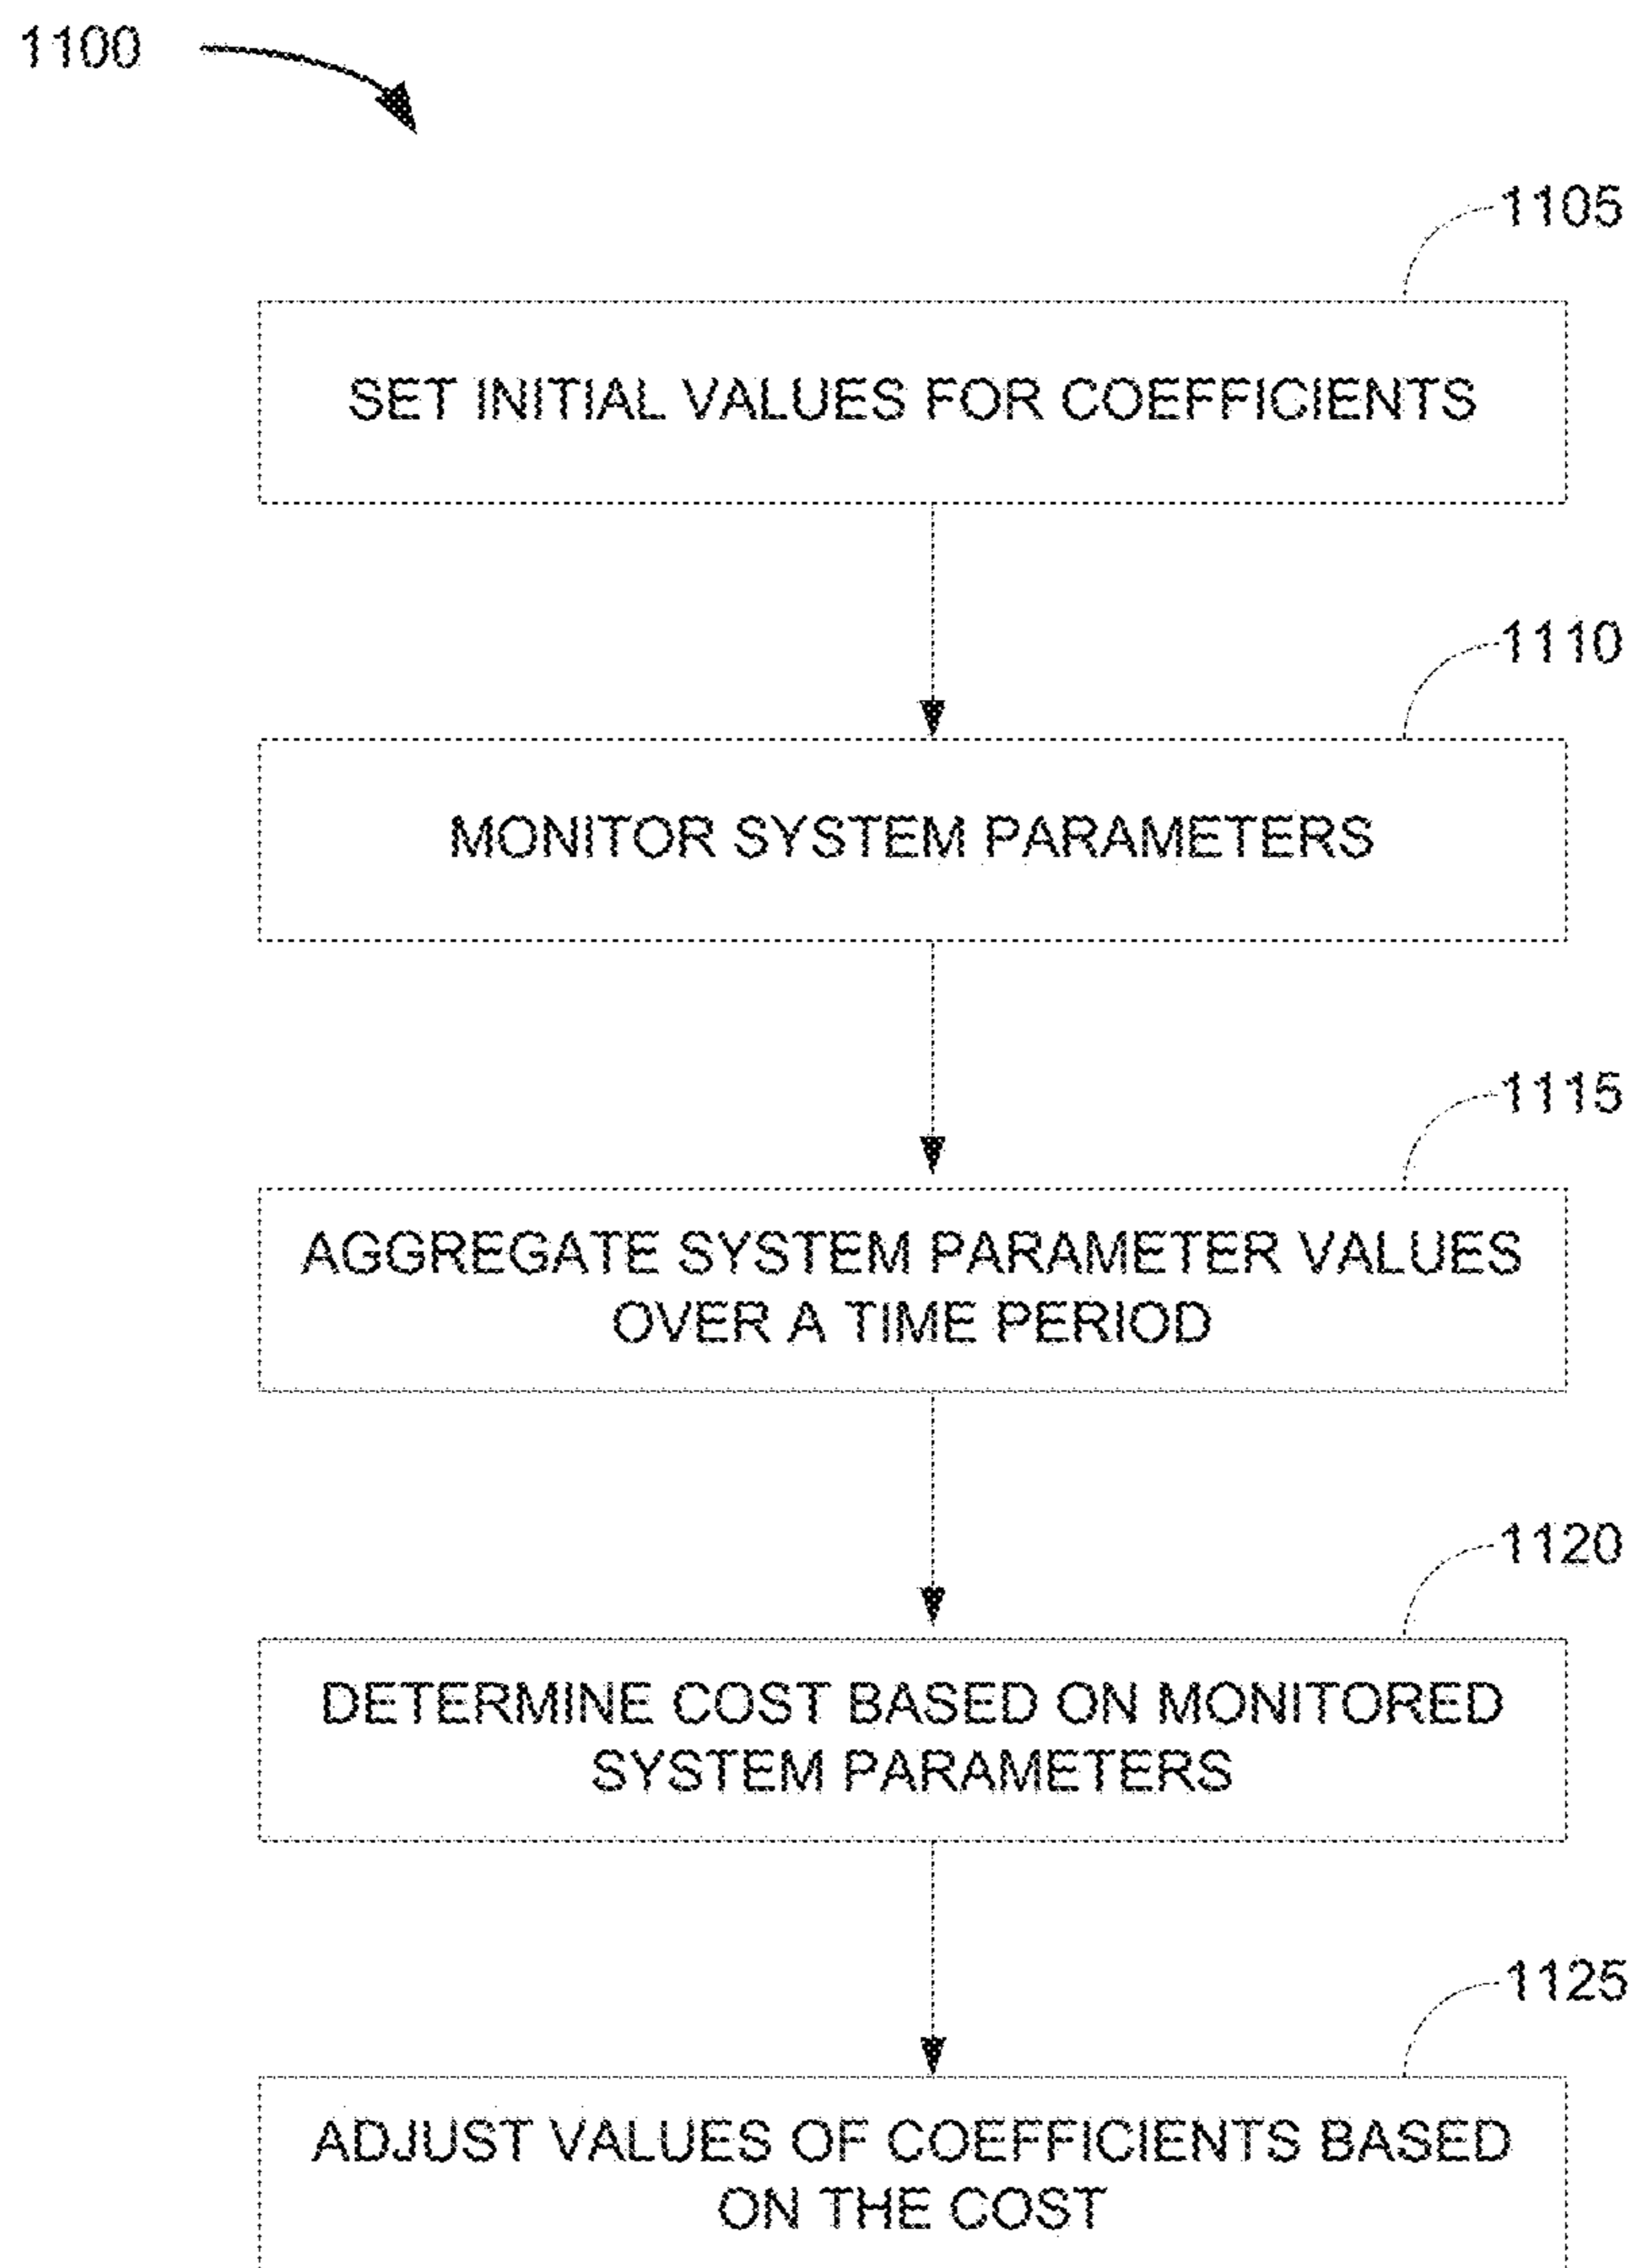 1100
1105
SET INITIAL VALUES FOR COEFFICIENTS
1110
MONITOR SYSTEM PARAMETERS
1115
AGGREGATE SYSTEM PARAMETER VALUES
OVER A TIME PERIOD
1120
DETERMINE COST BASED ON MONITORED
SYSTEM PARAMETERS
1125
ADJUST VALUES OF COEFFICIENTS BASED
ON THE COST